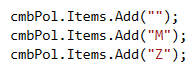 cmbPol.Items.Add("");
cmbPol.Items.Add("M");
cmbPol.Items.Add("Z");